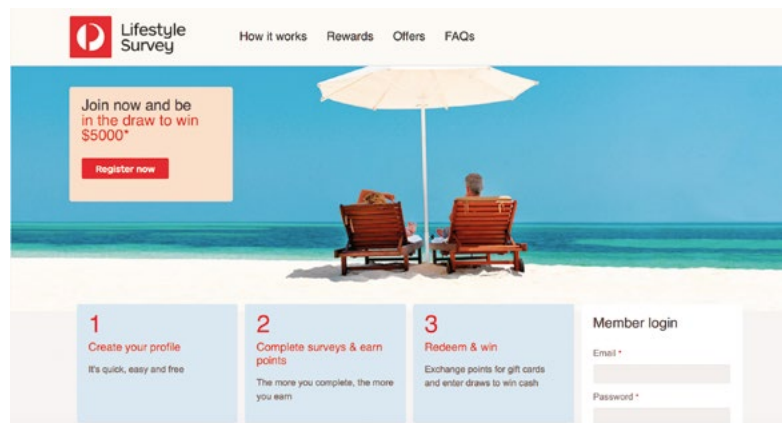 Lifestyle
Survey
How it works
Rewards
Offers
FAQs
Join now and be
in the draw to win
$5000*
Register now
1
Create your profile
It's quick, easy and free
2
Complete surveys & earn
points
The more you complete, the more
you earn
3
Redeem & win
Exchange points for gift cards
and enter draws to win cash
Member login
Email *
Password *